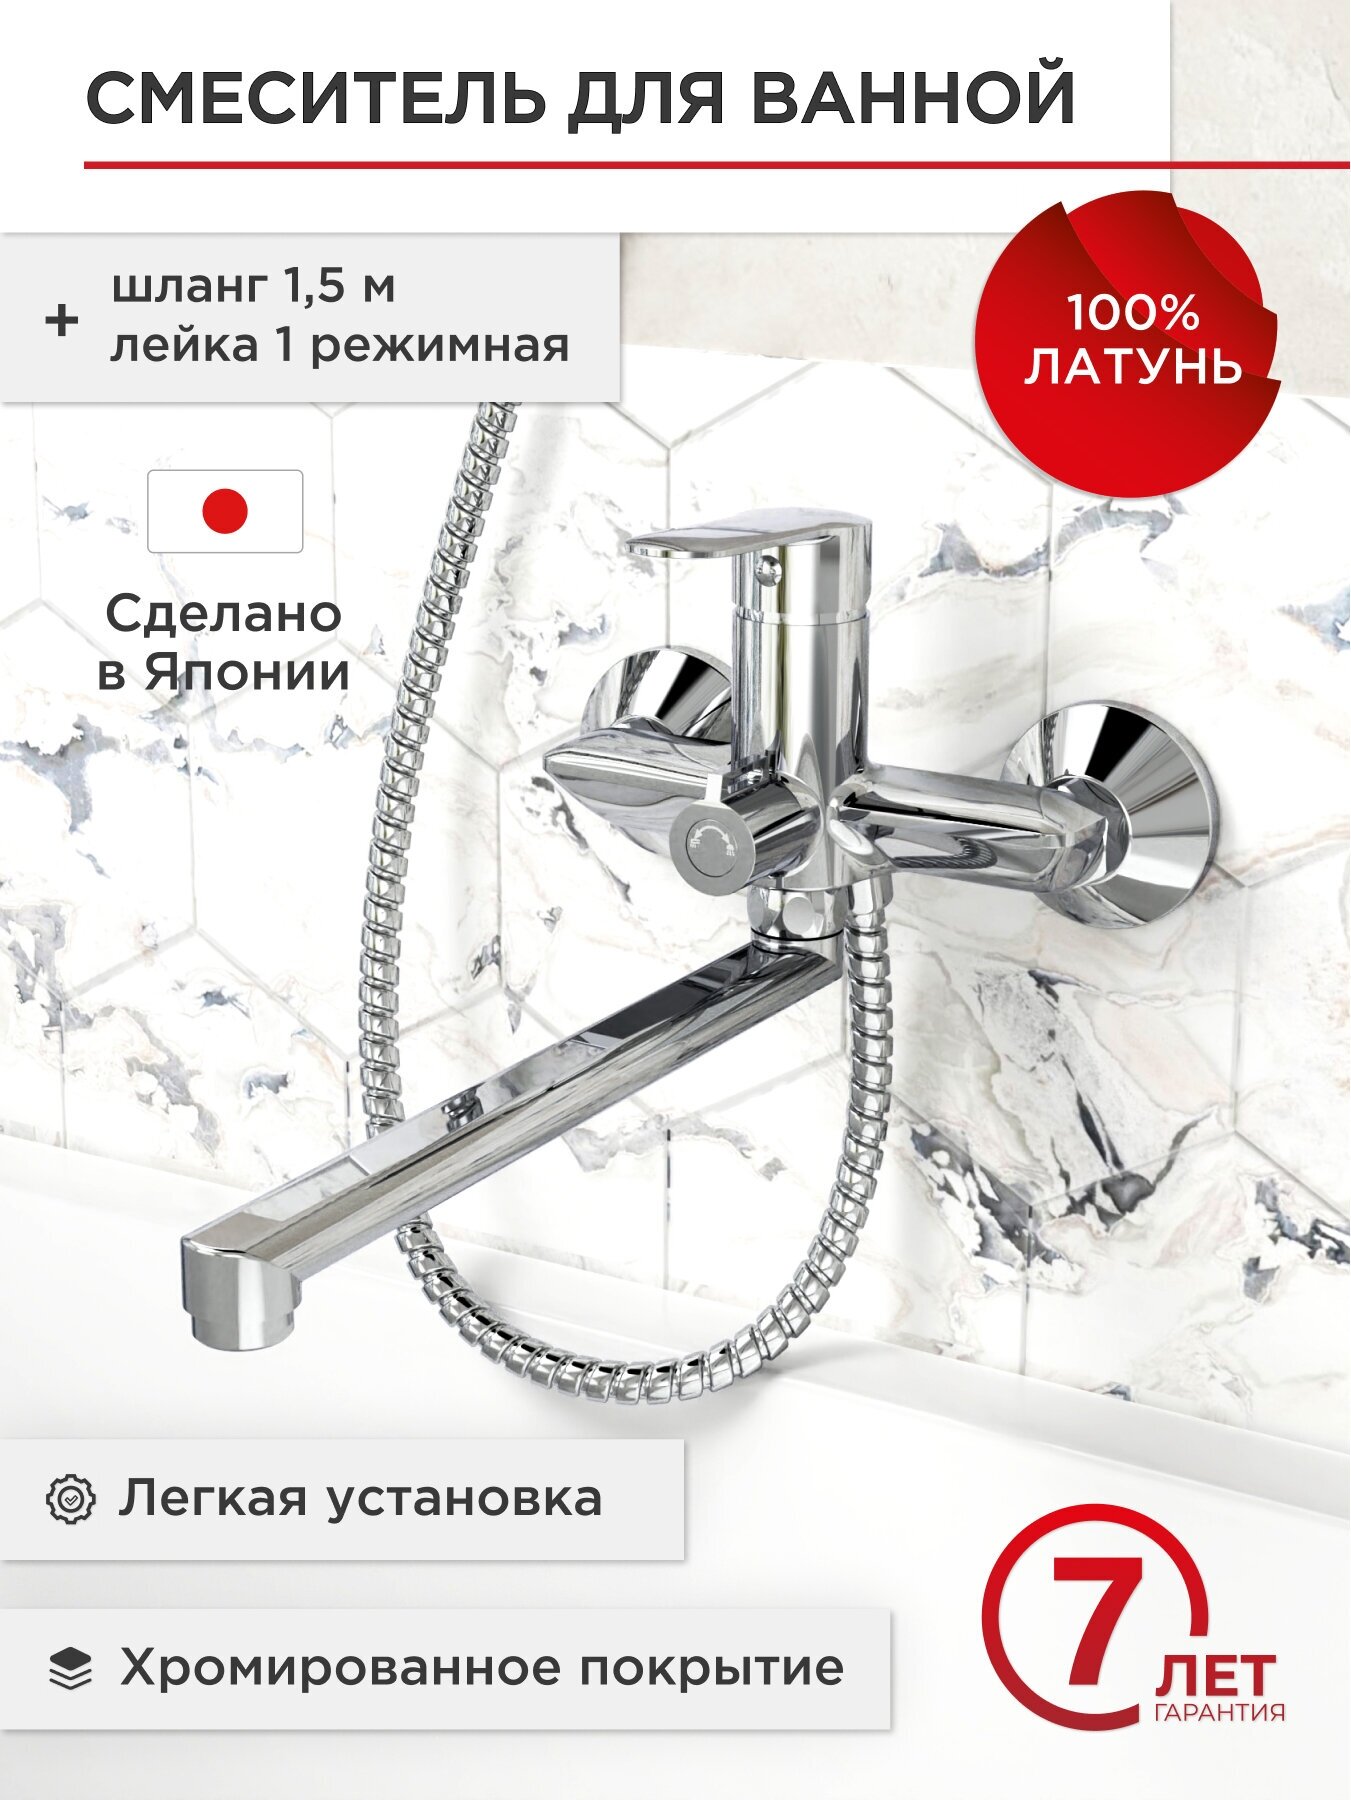 СМЕСИТЕЛЬ ДЛЯ ВАННОЙ
+ шланг 1,5 м
лейка 1 режимная
100%
ЛАТУНЬ
Сделано
в Японии
Легкая установка
Хромированное покрытие
7
ЛЕТ
ГАРАНТИЯ